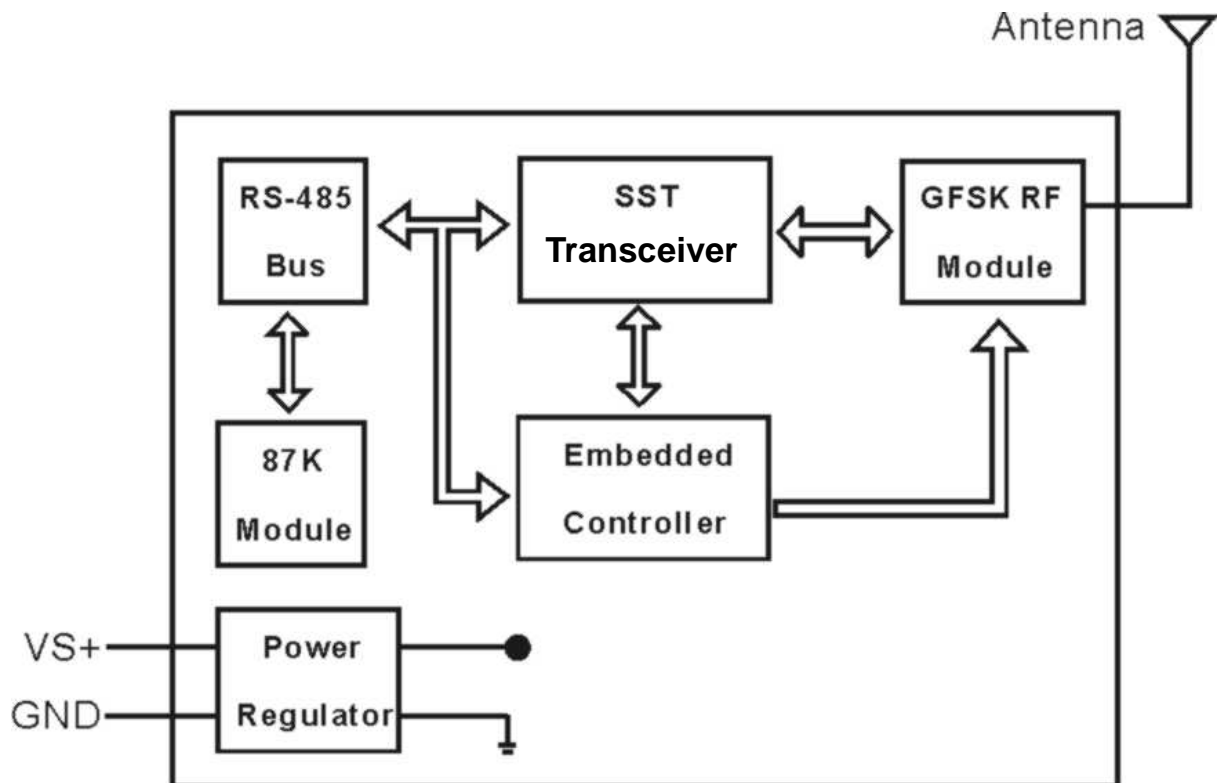 Antenna
RS-485
Bus
SST
Transceiver
GFSK RF
Module
87K
Module
Embedded
Controller
VS+
GND
Power
Regulator